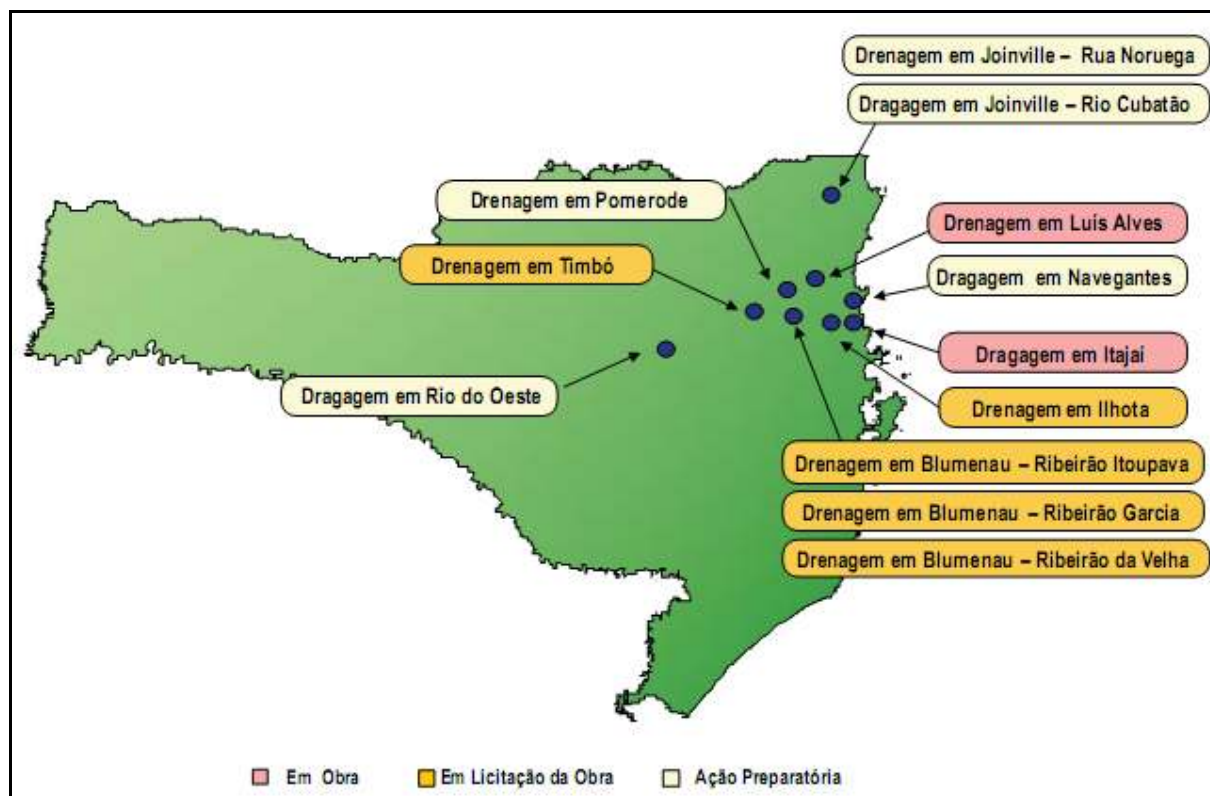 Drenagem em Joinville – Rua Noruega
Dragagem em Joinville – Rio Cubatão
Drenagem em Pomerode
Drenagem em Luis Alves
Drenagem em Timbó
Dragagem em Navegantes
Dragagem em Itajaí
Dragagem em Rio do Oeste
Drenagem em Ilhota
Drenagem em Blumenau – Ribeirão Itoupava
Drenagem em Blumenau – Ribeirão Garcia
Drenagem em Blumenau – Ribeirão da Velha
Em Obra
Em Licitação da Obra
Ação Preparatória